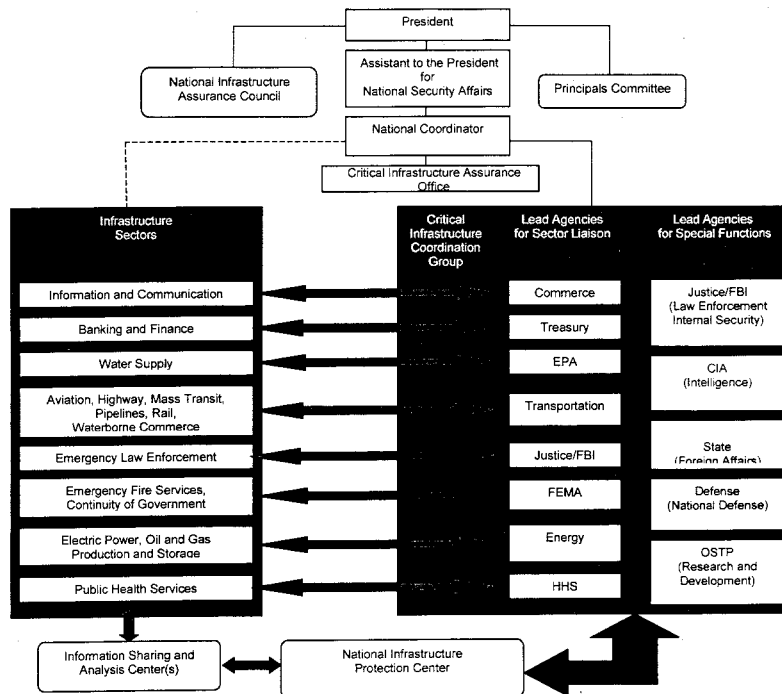 President
National Infrastructure
Assurance Council
Assistant to the President
for
National Security Affairs
Principals Committee
National Coordinator
Critical Infrastructure Assurance
Office
Infrastructure
Sectors
Information and Communication
Banking and Finance
Water Supply
Aviation, Highway, Mass Transit,
Pipelines, Rail,
Waterborne Commerce
Emergency Law Enforcement
Emergency Fire Services,
Continuity of Government
Electric Power, Oil and Gas
Production and Storage
Public Health Services
Critical
Infrastructure
Coordination
Group
Lead Agencies
for Sector Liaison
Commerce
Treasury
EPA
Transportation
Justice/FBI
FEMA
Energy
HHS
Lead Agencies
for Special Functions
Justice/FBI
(Law Enforcement
Internal Security)
CIA
(Intelligence)
State
(Foreign Affairs)
Defense
(National Defense)
OSTP
(Research and
Development)
Information Sharing and
Analysis Center(s)
National Infrastructure
Protection Center